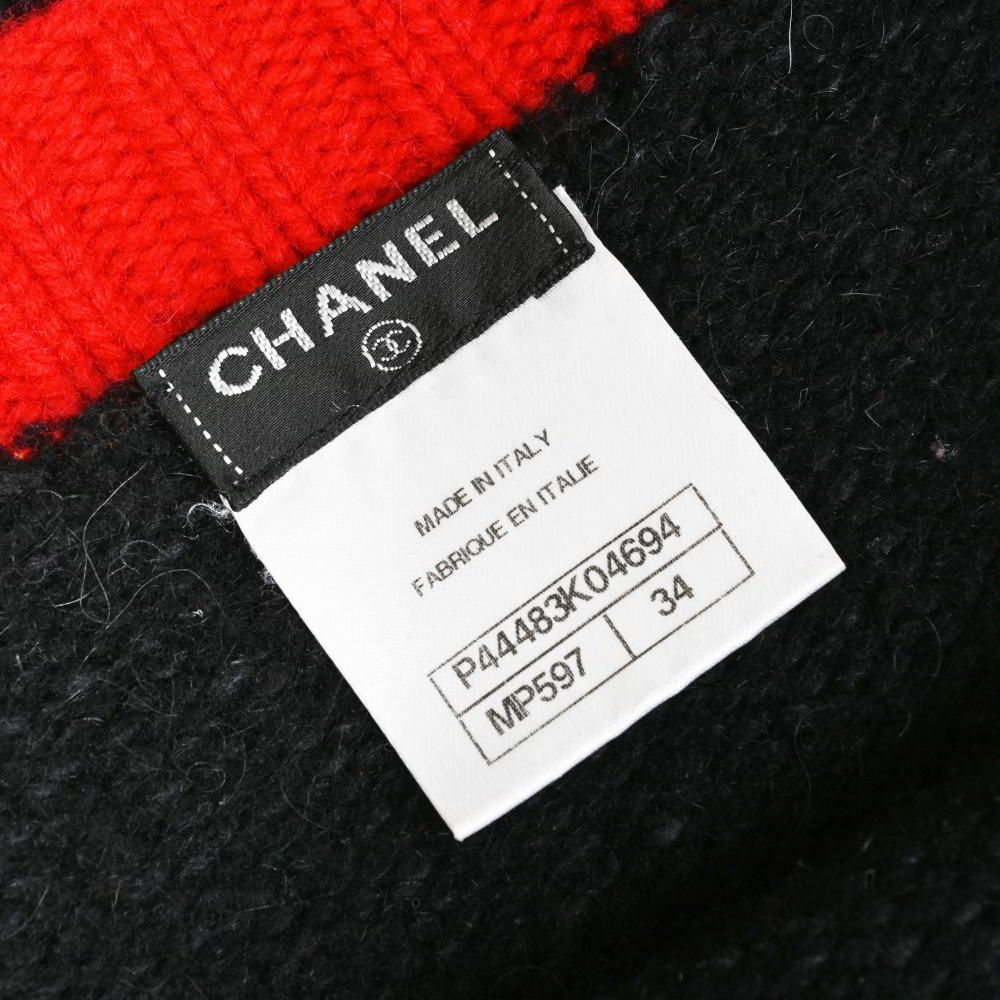 CHANEL
MADE IN ITALY
FABRIQUE EN ITALIE
P44483K04694
MP597 34